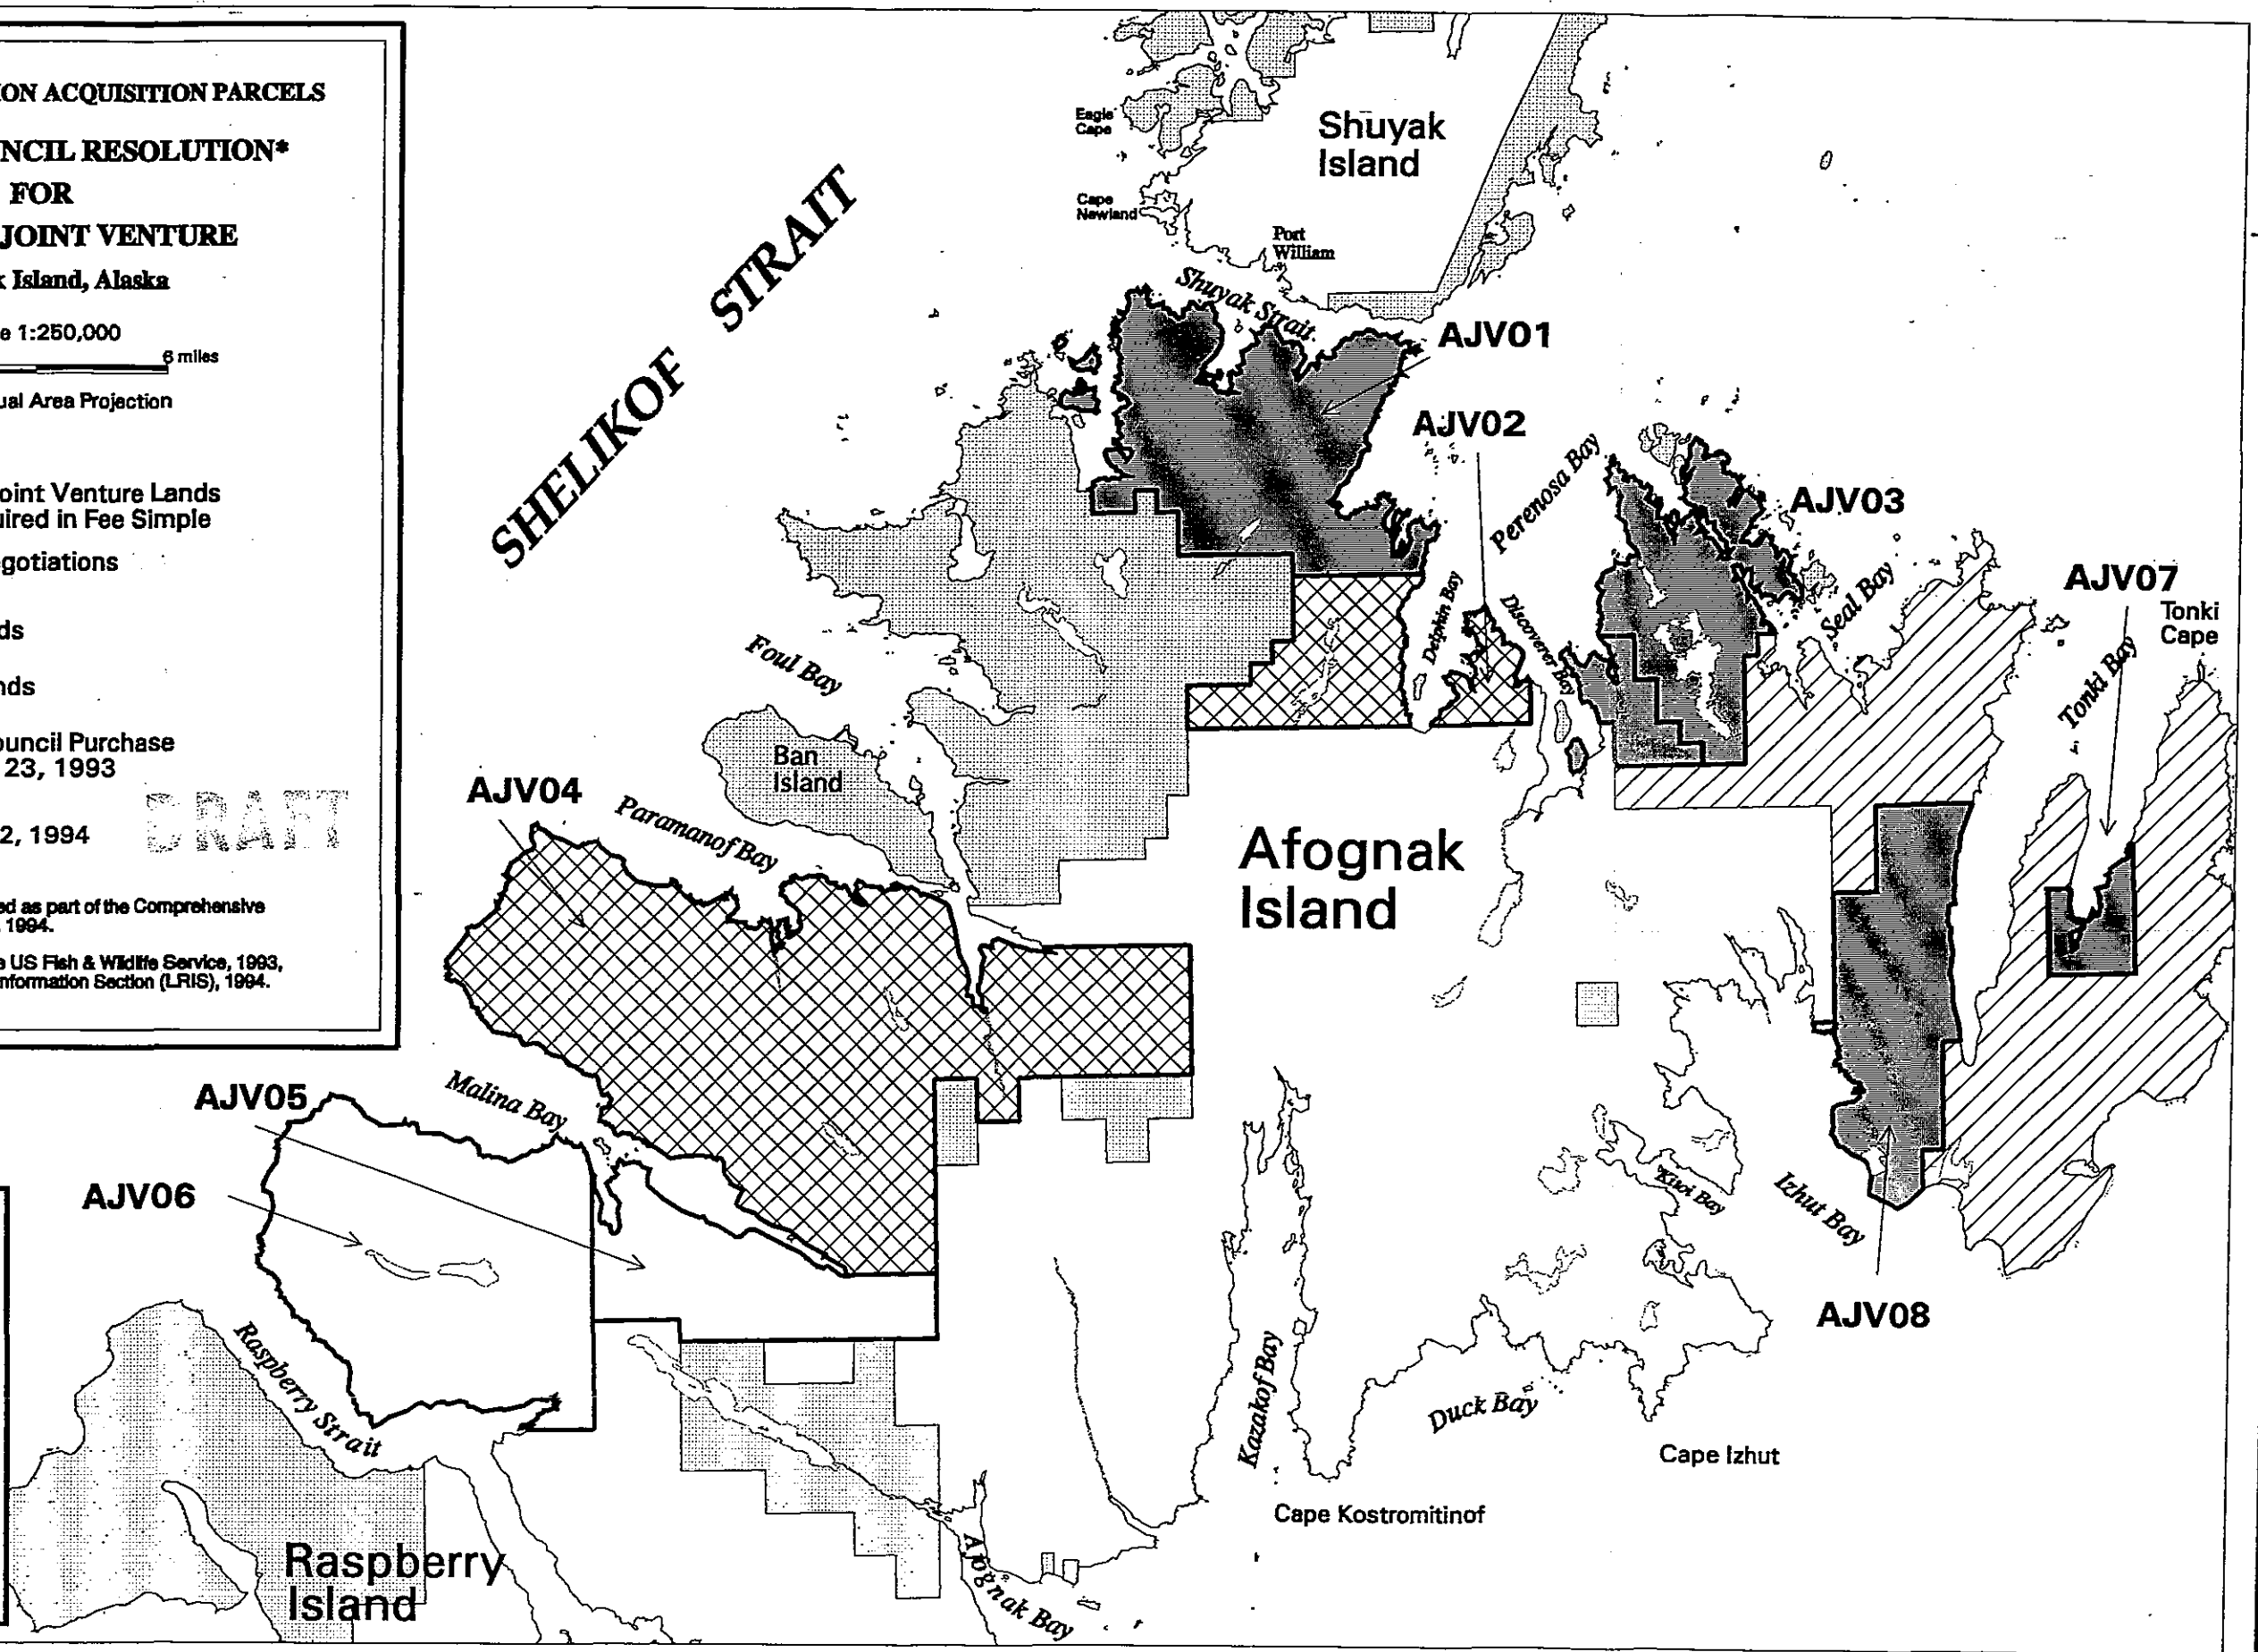 ON ACQUISITION PARCELS
NCIL RESOLUTION*
FOR
JOINT VENTURE
k Island, Alaska
e 1:250,000
6 miles
ual Area Projection
oint Venture Lands
uired in Fee Simple
gotiations
ds
nds
ouncil Purchase
23, 1993
2, 1994
DRAFT
ed as part of the Comprehensive
1994.
US Fish & Wildlife Service, 1993,
nformation Section (LRIS), 1994.
SHELIKOF STRAIT
Eagle
Cape
Shuyak
Island
Cape
Newland
Port
William
Shuyak Strait
AJV01
AJV02
Perenosa Bay
AJV03
Seal Bay
AJV07
Tonki
Cape
Tonki Bay
Delphin Bay
Discoverer Bay
Foul Bay
Ban
Island
AJV04
Paramanof Bay
Afognak
Island
AJV05
Malina Bay
AJV06
Kitoi Bay
Izhut Bay
AJV08
Raspberry Strait
Kazakof Bay
Duck Bay
Cape Izhut
Cape Kostromitinof
Raspberry
Island
Afognak Bay